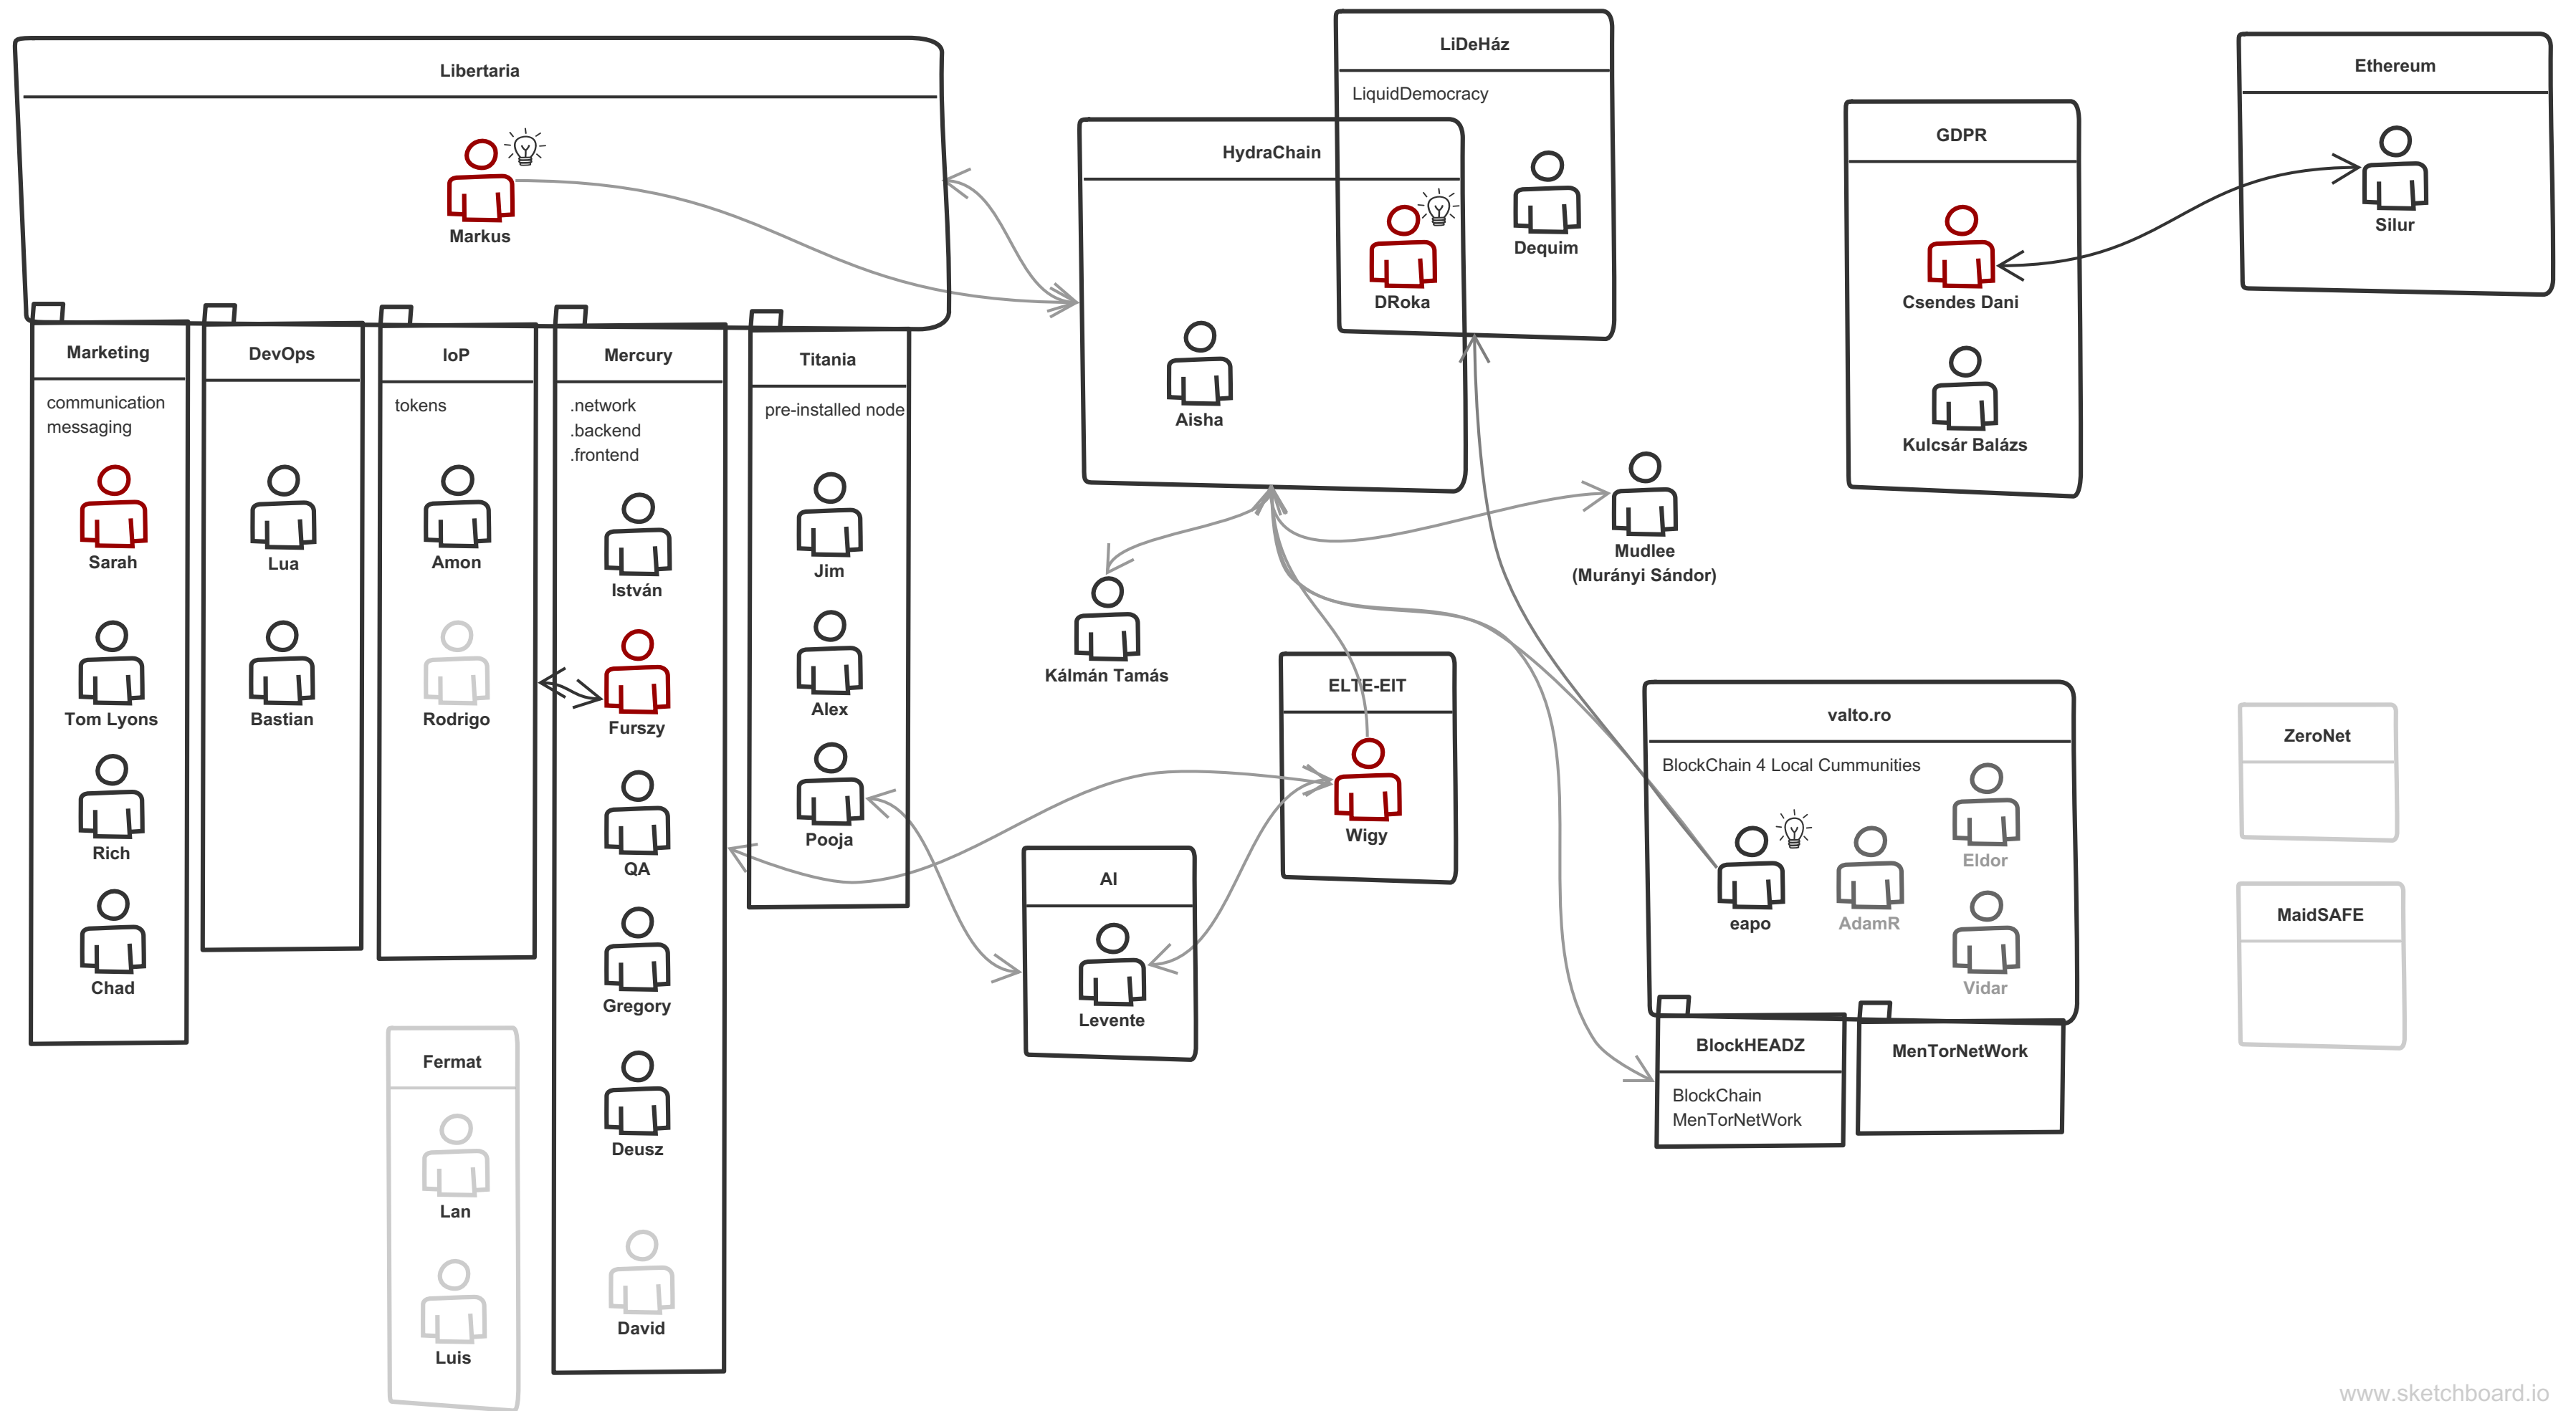 Libertaria
Markus
Marketing
communication
messaging
Sarah
Tom Lyons
Rich
Chad
DevOps
Lua
Bastian
IoP
tokens
Amon
Rodrigo
Mercury
.network
.backend
.frontend
István
Furszy
QA
Gregory
Deusz
David
Titania
pre-installed node
Jim
Alex
Pooja
Fermat
Lan
Luis
HydraChain
Aisha
DRoka
LiDeHáz
LiquidDemocracy
Dequim
Kálmán Tamás
Mudlee
(Murányi Sándor)
ELTE-EIT
Wigy
AI
Levente
GDPR
Csendes Dani
Kulcsár Balázs
Ethereum
Silur
valto.ro
BlockChain 4 Local Cummunities
eapo
AdamR
Eldor
Vidar
BlockHEADZ
BlockChain
MenTorNetWork
MenTorNetWork
ZeroNet
MaidSAFE
www.sketchboard.io